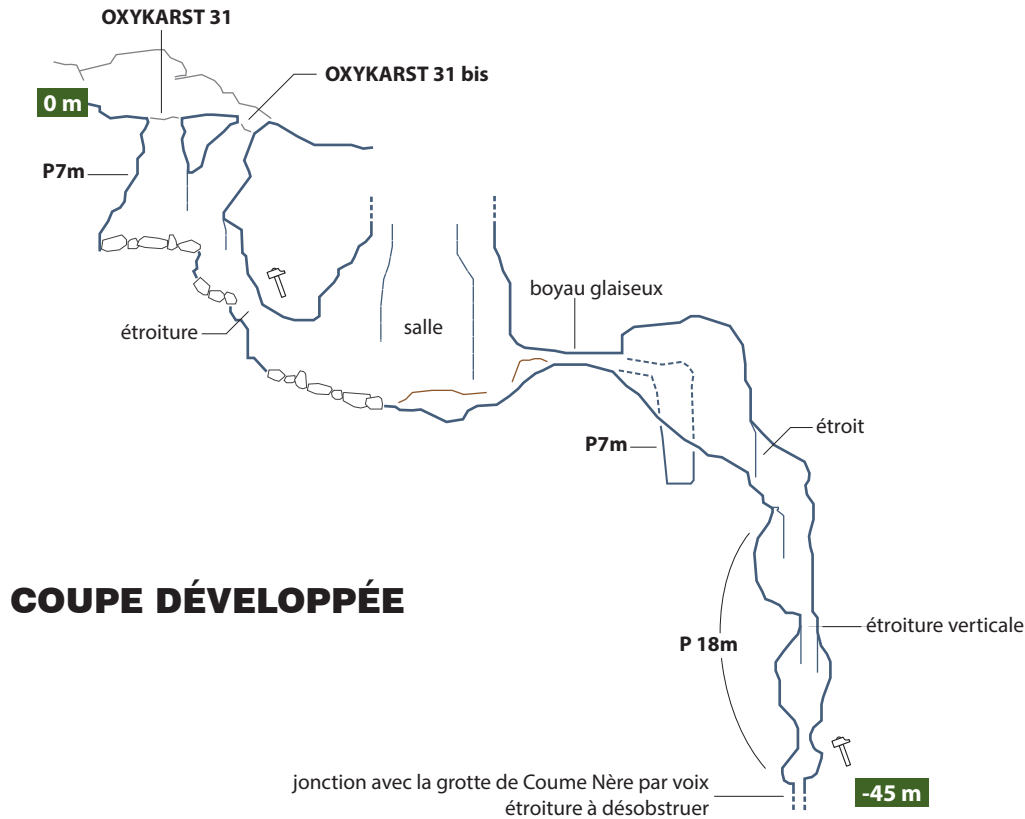 OXYKARST 31
OXYKARST 31 bis
0 m
P7m
boyau glaiseux
étroiture
salle
étroit
P7m
COUPE DÉVELOPPÉE
étroiture verticale
P 18m
jonction avec la grotte de Coume Nère par voix
étroiture à désobstruer
-45 m